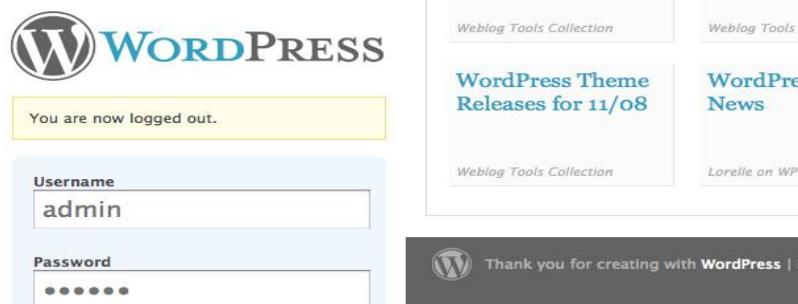 WORDPRESS
You are now logged out.
Username
admin
Password
••••••
Weblog Tools Collection
Weblog Tools
WordPress Theme
Releases for 11/08
WordPre
News
Weblog Tools Collection
Lorelle on WP
Thank you for creating with WordPress |